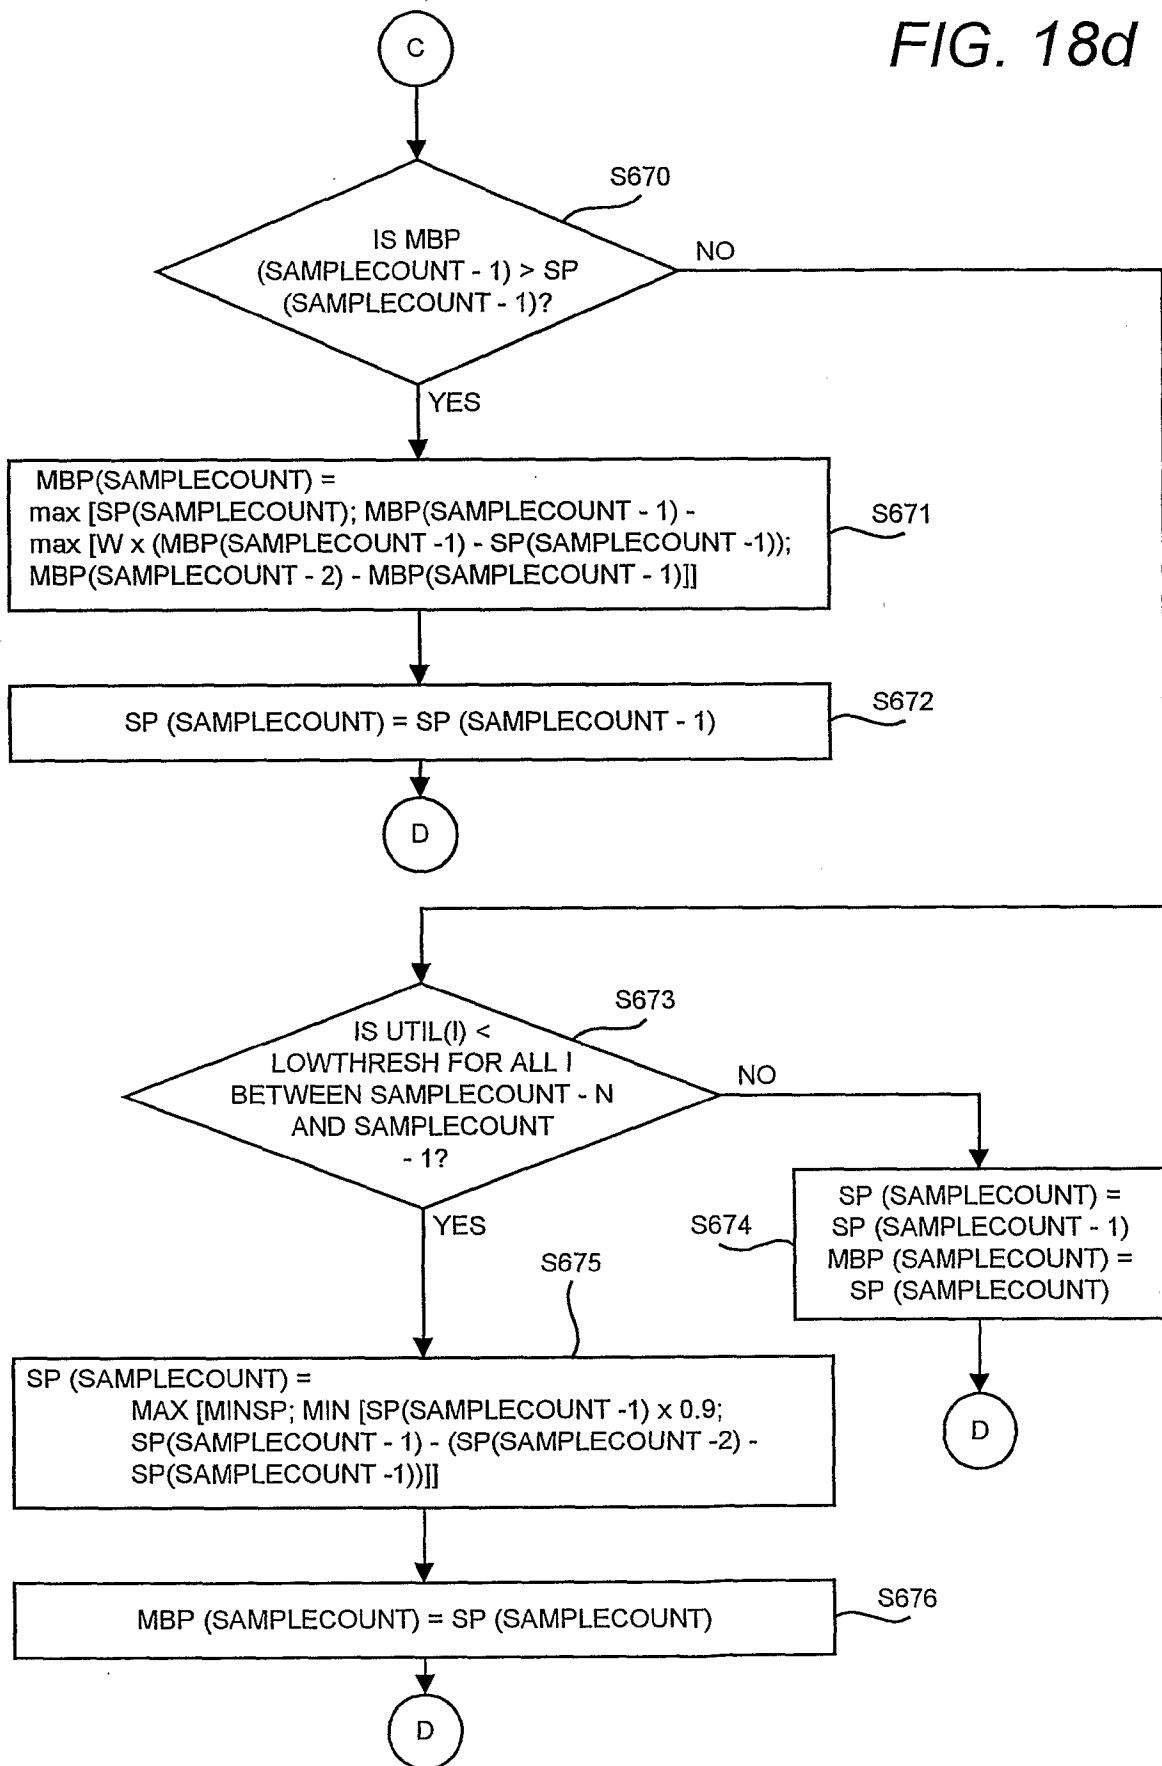 FIG. 18d
C
S670
IS MBP
(SAMPLECOUNT - 1) > SP
(SAMPLECOUNT - 1)?
NO
YES
MBP(SAMPLECOUNT) =
max [SP(SAMPLECOUNT); MBP(SAMPLECOUNT - 1) -
max [W x (MBP(SAMPLECOUNT -1) - SP(SAMPLECOUNT -1));
MBP(SAMPLECOUNT - 2) - MBP(SAMPLECOUNT - 1)]]
S671
SP (SAMPLECOUNT) = SP (SAMPLECOUNT - 1)
S672
D
S673
IS UTIL(I) <
LOWTHRESH FOR ALL I
BETWEEN SAMPLECOUNT - N
AND SAMPLECOUNT
- 1?
NO
YES
S674
SP (SAMPLECOUNT) =
SP (SAMPLECOUNT - 1)
MBP (SAMPLECOUNT) =
SP (SAMPLECOUNT)
D
S675
SP (SAMPLECOUNT) =
MAX [MINSP; MIN [SP(SAMPLECOUNT -1) x 0.9;
SP(SAMPLECOUNT - 1) - (SP(SAMPLECOUNT -2) -
SP(SAMPLECOUNT -1))]]
MBP (SAMPLECOUNT) = SP (SAMPLECOUNT)
S676
D